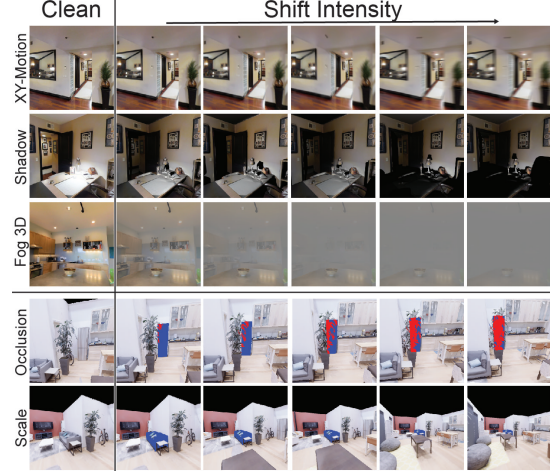 Clean
Shift Intensity
XY-Motion
Shadow
Fog 3D
Occlusion
Scale